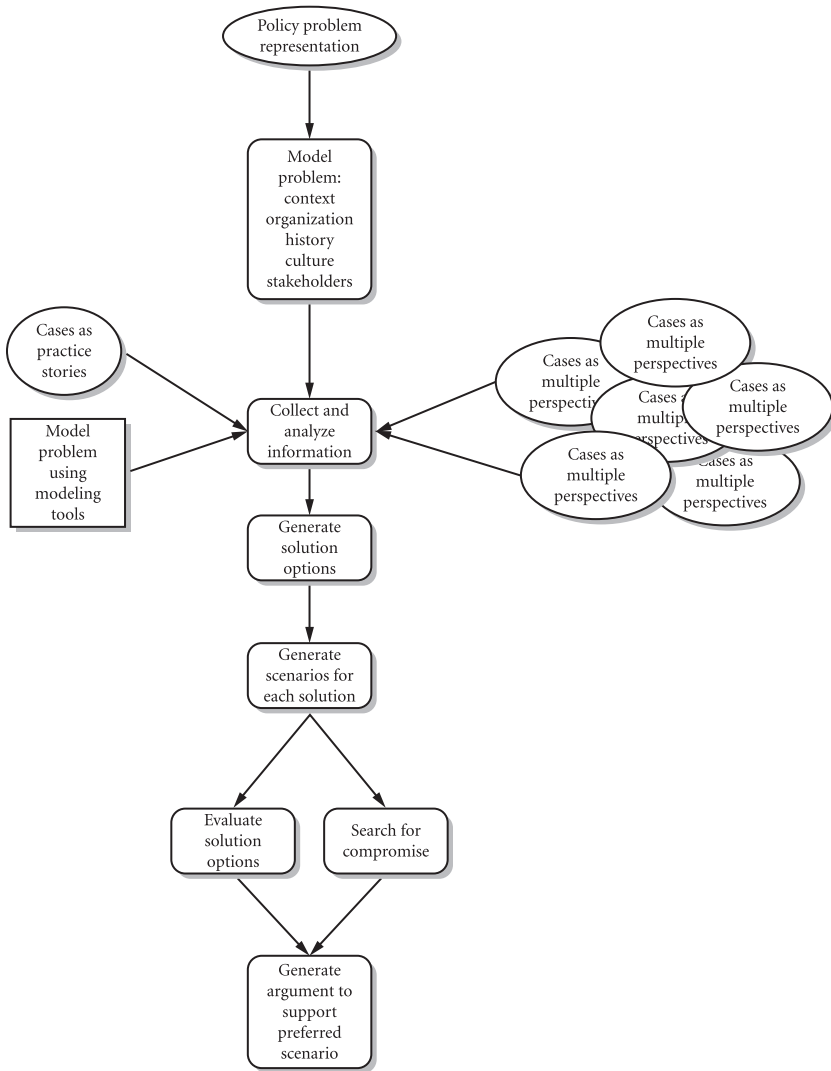 Policy problem
representation
Model
problem:
context
organization
history
culture
stakeholders
Cases as
practice
stories
Model
problem
using
modeling
tools
Collect and
analyze
information
Cases as
multiple
perspectives
Cases as
multiple
Cases as
multiple
perspectives
Cases as
multiple
perspectives
Cases as
multiple
perspectives
Generate
solution
options
Generate
scenarios for
each solution
Evaluate
solution
options
Search for
compromise
Generate
argument to
support
preferred
scenario